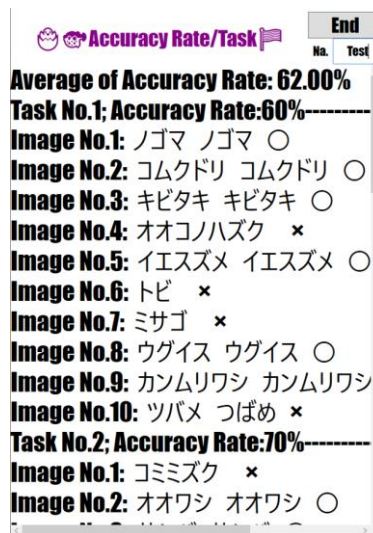 Accuracy Rate/Task
End
Na. Test
Average of Accuracy Rate: 62.00%
Task No.1; Accuracy Rate:60%---------
Image No.1: ノゴマ ノゴマ ○
Image No.2: コムクドリ コムクドリ ○
Image No.3: キビタキ キビタキ ○
Image No.4: オオコノハズク ×
Image No.5: イエスズメ イエスズメ ○
Image No.6: トビ ×
Image No.7: ミサゴ ×
Image No.8: ウグイス ウグイス ○
Image No.9: カンムリワシ カンムリワシ
Image No.10: ツバメ つばめ ×
Task No.2; Accuracy Rate:70%---------
Image No.1: コミミズク ×
Image No.2: オオワシ オオワシ ○